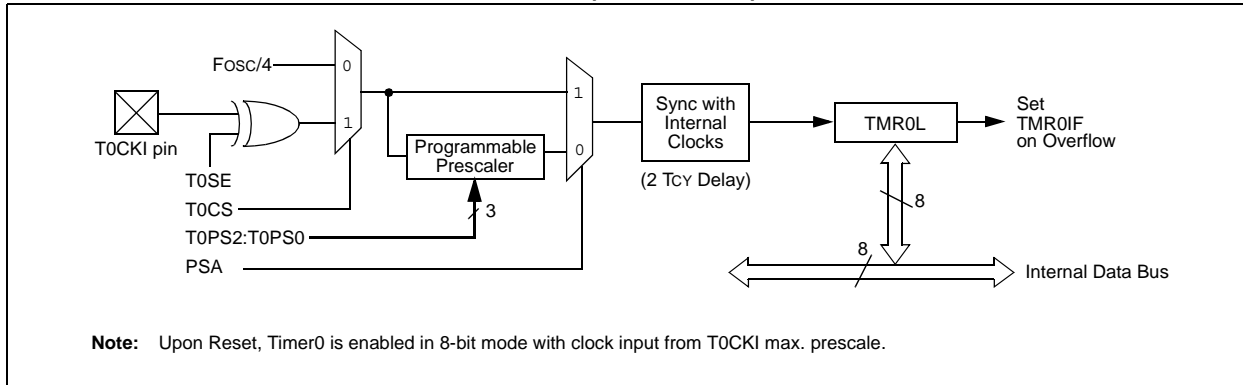 FOSC/4
0
1
T0CKI pin
T0SE
T0CS
T0PS2:T0PS0
PSA
Programmable
Prescaler
3
1
0
Sync with
Internal
Clocks
(2 TCY Delay)
TMR0L
Set
TMR0IF
on Overflow
8
8
Internal Data Bus
Note: Upon Reset, Timer0 is enabled in 8-bit mode with clock input from T0CKI max. prescale.